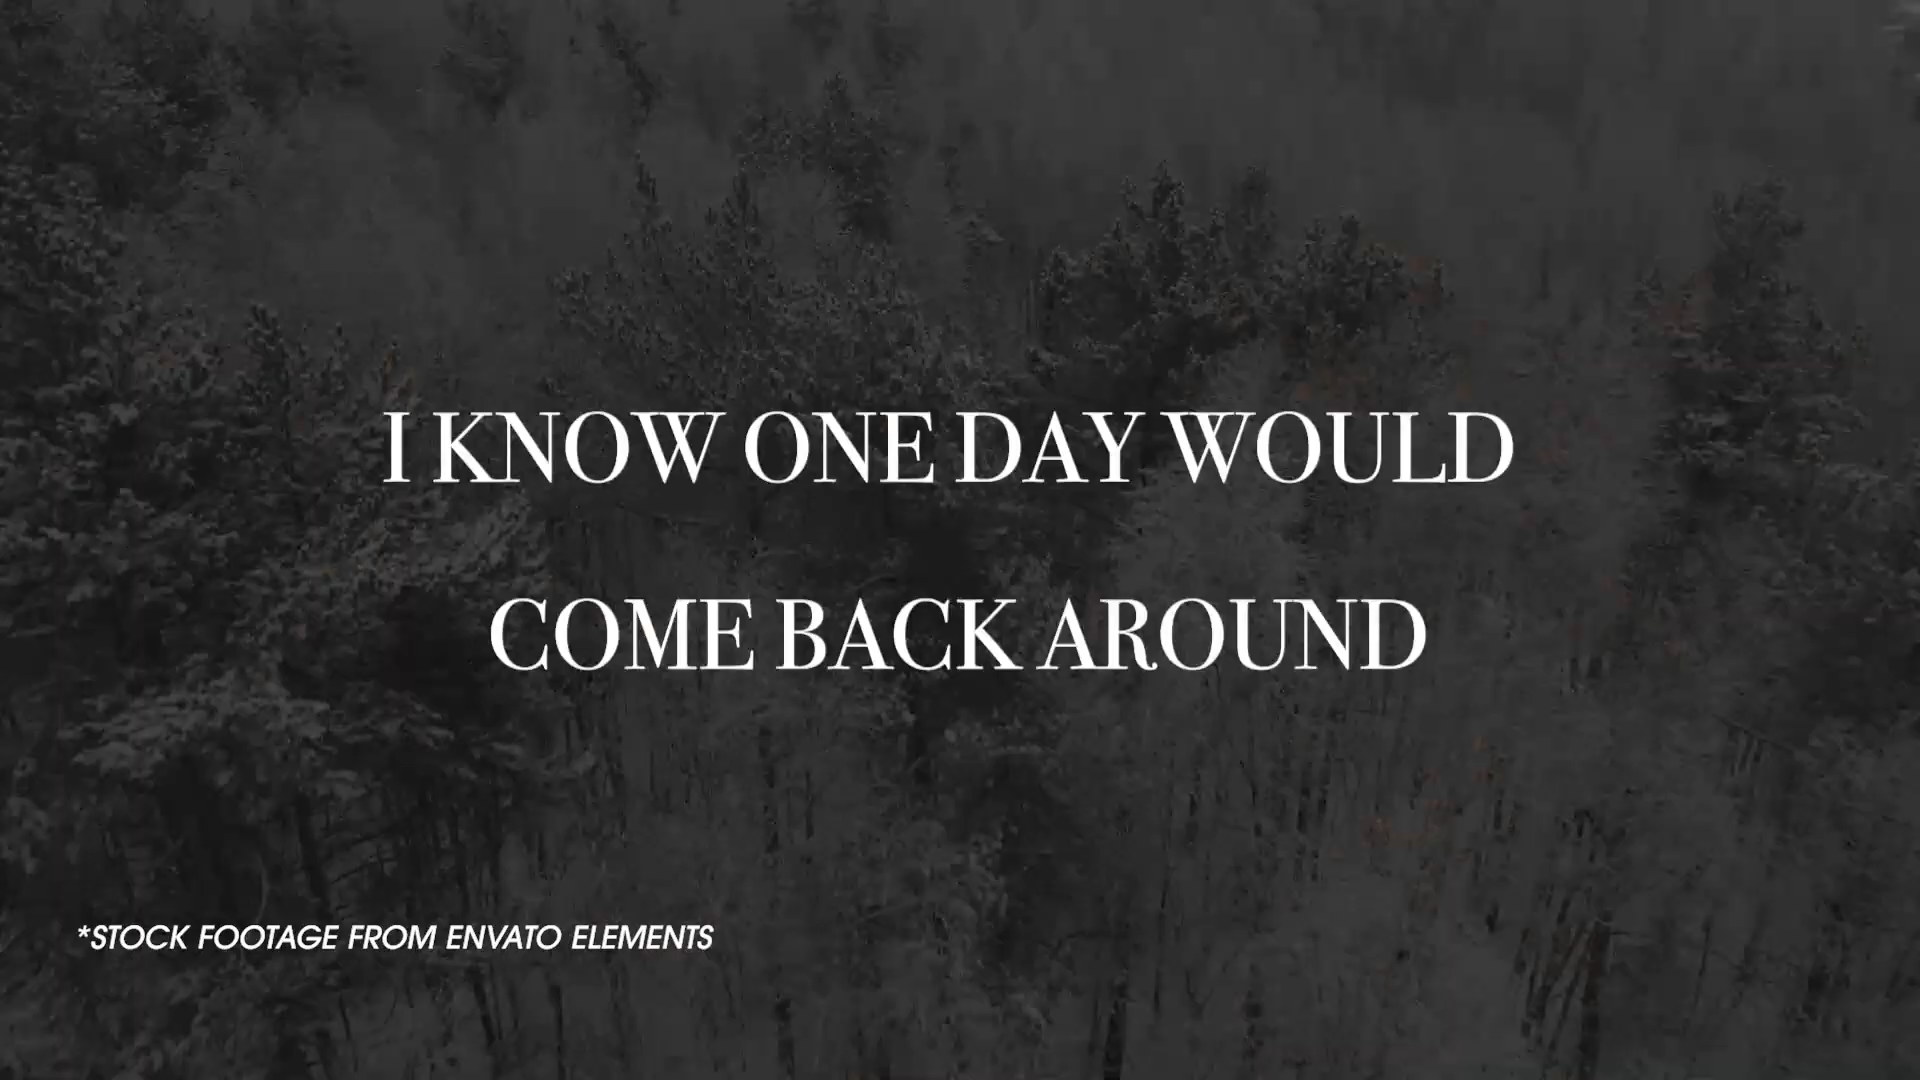 I KNOW ONE DAY WOULD
COME BACK AROUND
*STOCK FOOTAGE FROM ENVATO ELEMENTS